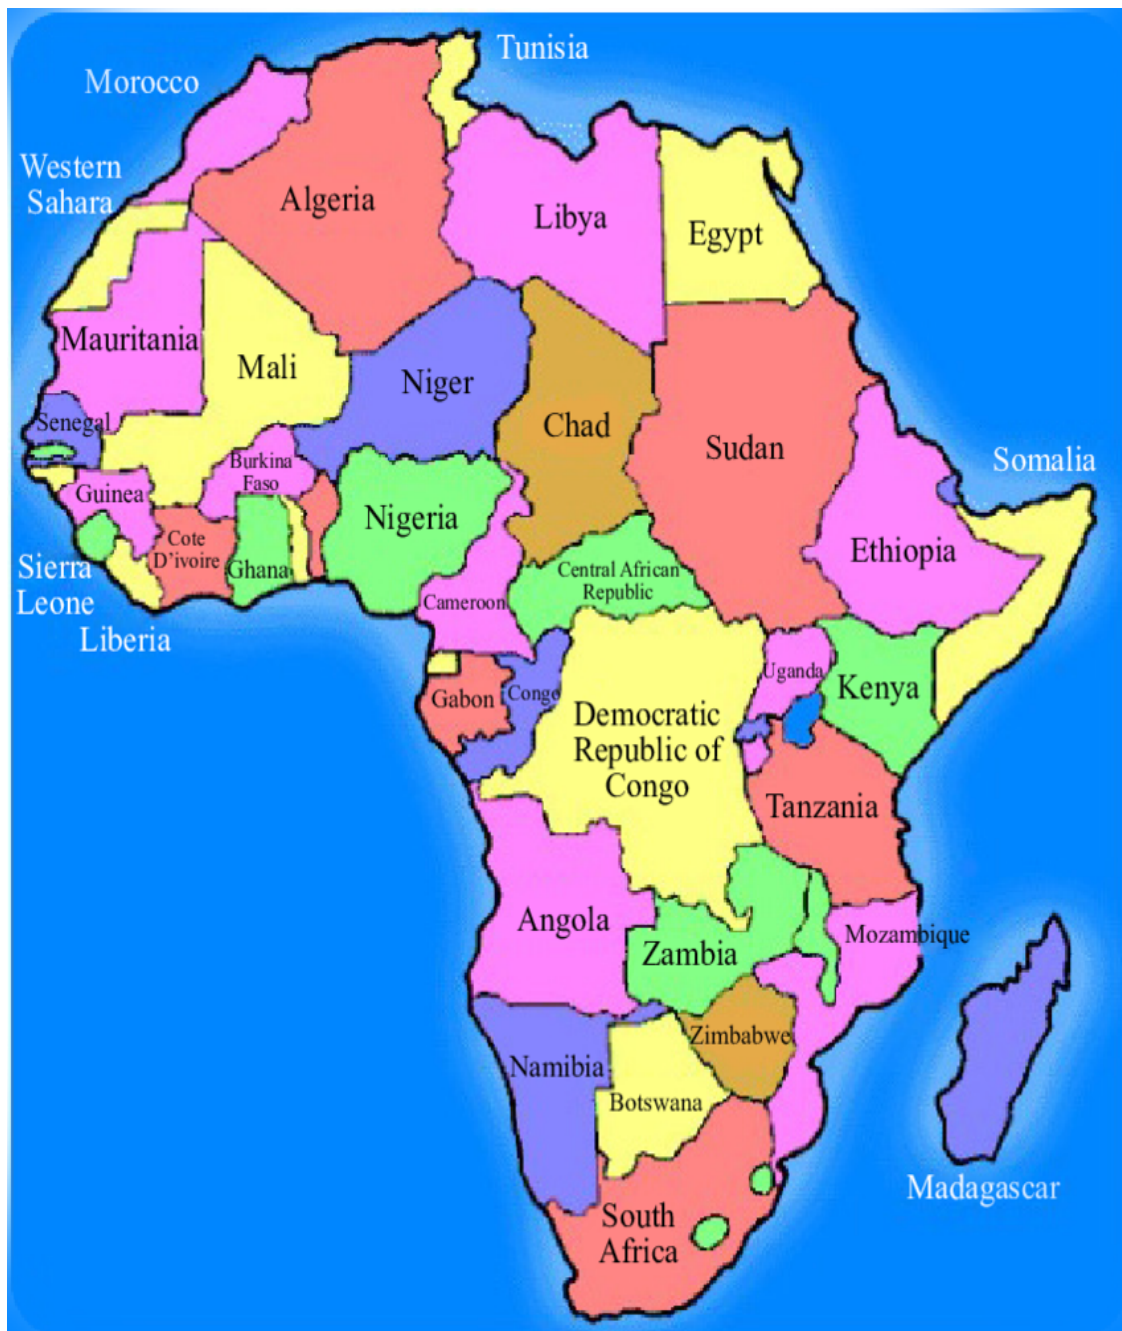 Tunisia
Morocco
Western
Sahara
Algeria
Libya
Egypt
Mauritania
Mali
Niger
Chad
Sudan
Senegal
Somalia
Burkina
Faso
Guinea
Nigeria
Cote
D'ivoire
Ghana
Ethiopia
Sierra
Leone
Liberia
Central African
Republic
Cameroon
Uganda
Kenya
Gabon
Congo
Democratic
Republic of
Congo
Tanzania
Angola
Zambia
Mozambique
Zimbabwe
Namibia
Botswana
Madagascar
South
Africa